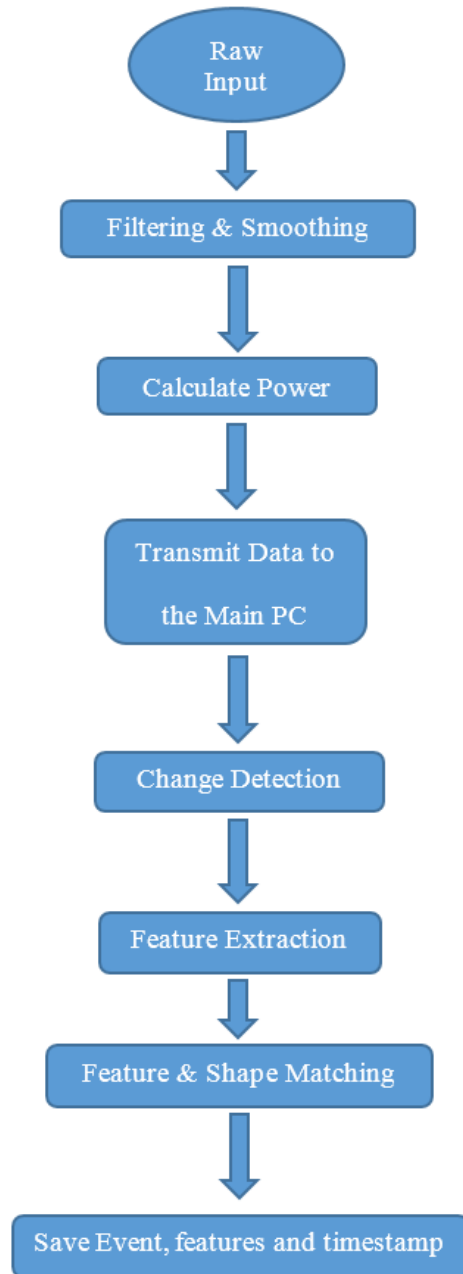 Raw
Input
Filtering & Smoothing
Calculate Power
Transmit Data to
the Main PC
Change Detection
Feature Extraction
Feature & Shape Matching
Save Event, features and timestamp